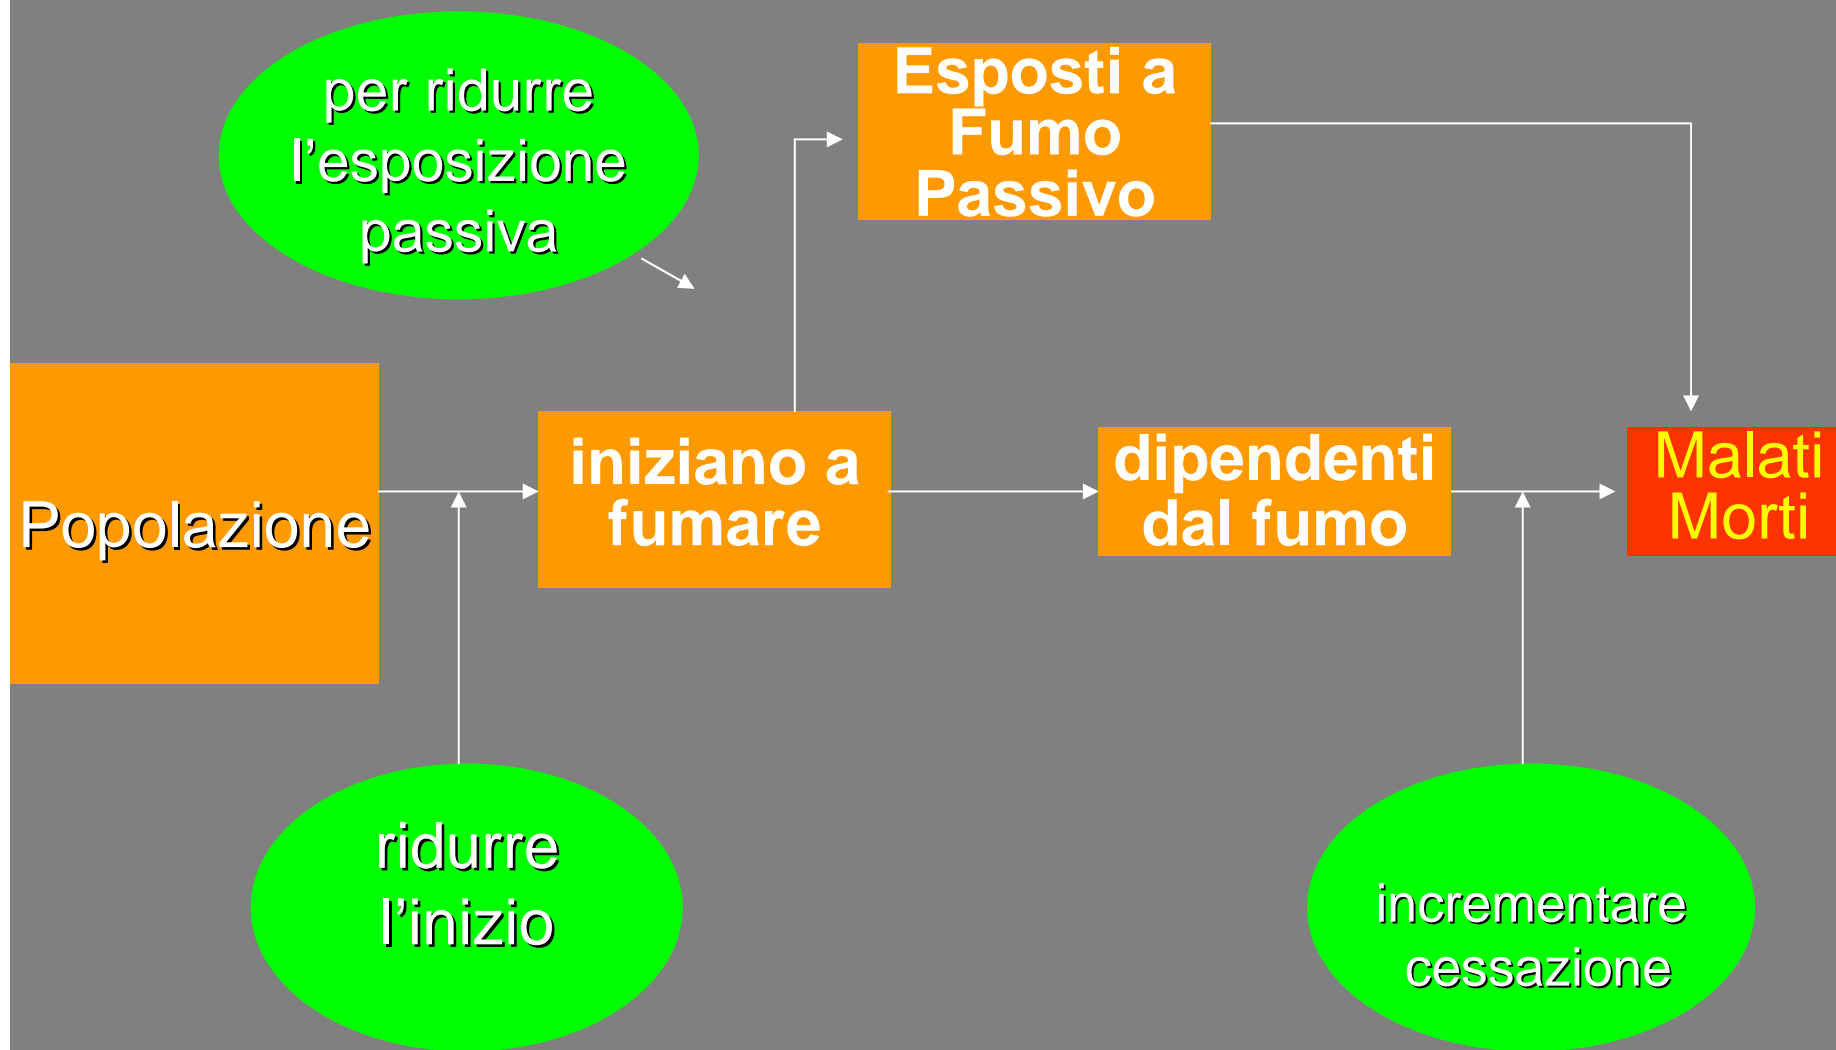 per ridurre
l’esposizione
passiva
Esposti a
Fumo
Passivo
Popolazione
iniziano a
fumare
dipendenti
dal fumo
Malati
Morti
ridurre
l’inizio
incrementare
cessazione